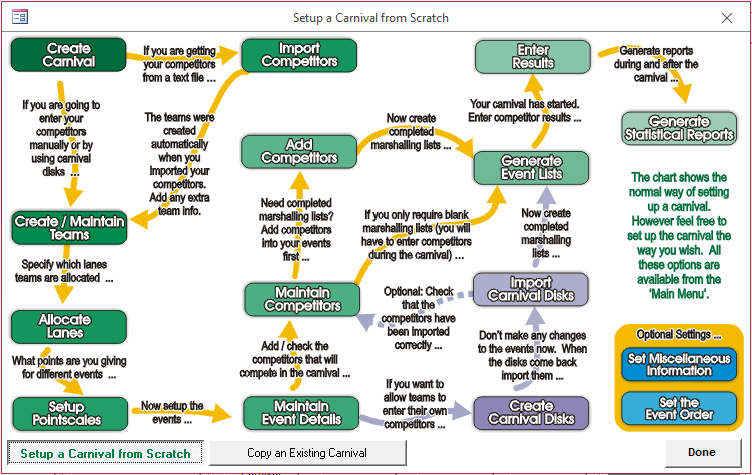 Setup a Carnival from Scratch
Create
Carnival
If you are getting
your competitors
from a text file ...
Import
Competitors
If you are going to
enter your
competitors
manually or by
using carnival
disks ...
The teams were
created
automatically
when you
imported your
competitors.
Add any extra
team info.
Create / Maintain
Teams
Specify which lanes
teams are allocated ...
Allocate
Lanes
What points are you giving
for different events ...
Setup
Pointscales
Now setup the
events ...
Maintain
Event Details
Add / check the
competitors that will
compete in the carnival ...
Maintain
Competitors
Need completed
marshalling lists?
Add competitors
into your events
first ...
Add
Competitors
Now create
completed
marshalling lists ...
If you only require blank
marshalling lists (you will
have to enter competitors
during the carnival) ...
If you want to
allow teams to
enter their own
competitors ...
Create
Carnival Disks
Don't make any changes
to the events now. When
the disks come back
import them ...
Import
Carnival Disks
Optional: Check
that the
competitors have
been imported
correctly ...
Now create
completed
marshalling
lists ...
Generate
Event Lists
Your carnival has started.
Enter competitor results ...
Enter
Results
Generate reports
during and after the
carnival ...
Generate
Statistical Reports
The chart shows the
normal way of setting
up a carnival.
However feel free to
set up the carnival the
way you wish. All
these options are
available from the
'Main Menu'.
Optional Settings ...
Set Miscellaneous
Information
Set the
Event Order
Setup a Carnival from Scratch
Copy an Existing Carnival
Done